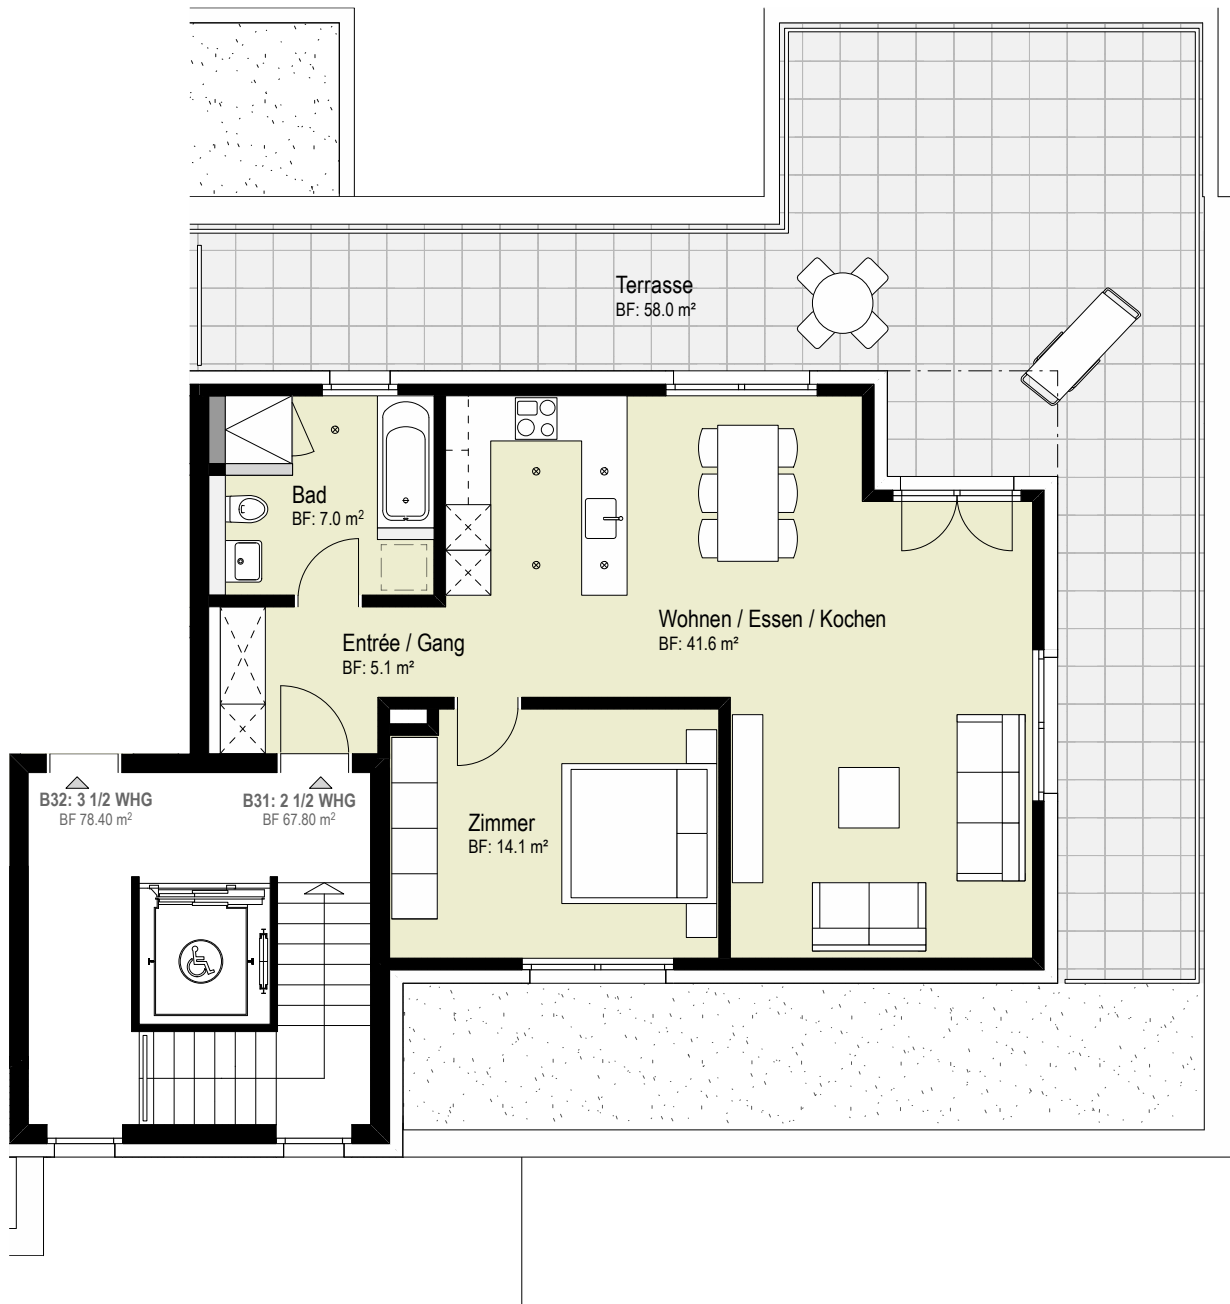 Terrasse
BF: 58.0 m²
Bad
BF: 7.0 m²
Wohnen / Essen / Kochen
BF: 41.6 m²
Entrée / Gang
BF: 5.1 m²
B32: 3 1/2 WHG
BF 78.40 m²
B31: 2 1/2 WHG
BF 67.80 m²
Zimmer
BF: 14.1 m²